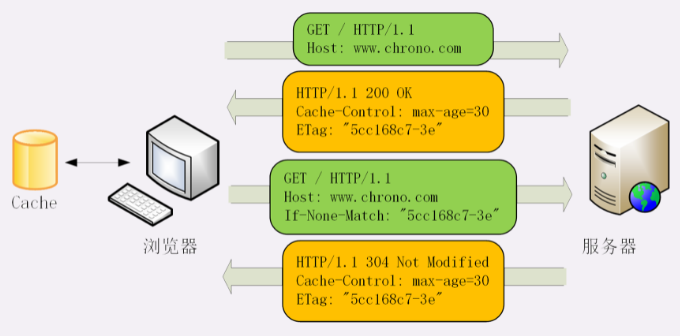 GET / HTTP/1.1
Host: www.chrono.com
HTTP/1.1 200 OK
Cache-Control: max-age=30
ETag: "5cc168c7-3e"
GET / HTTP/1.1
Host: www.chrono.com
If-None-Match: "5cc168c7-3e"
HTTP/1.1 304 Not Modified
Cache-Control: max-age=30
ETag: "5cc168c7-3e"
Cache
浏览器
服务器